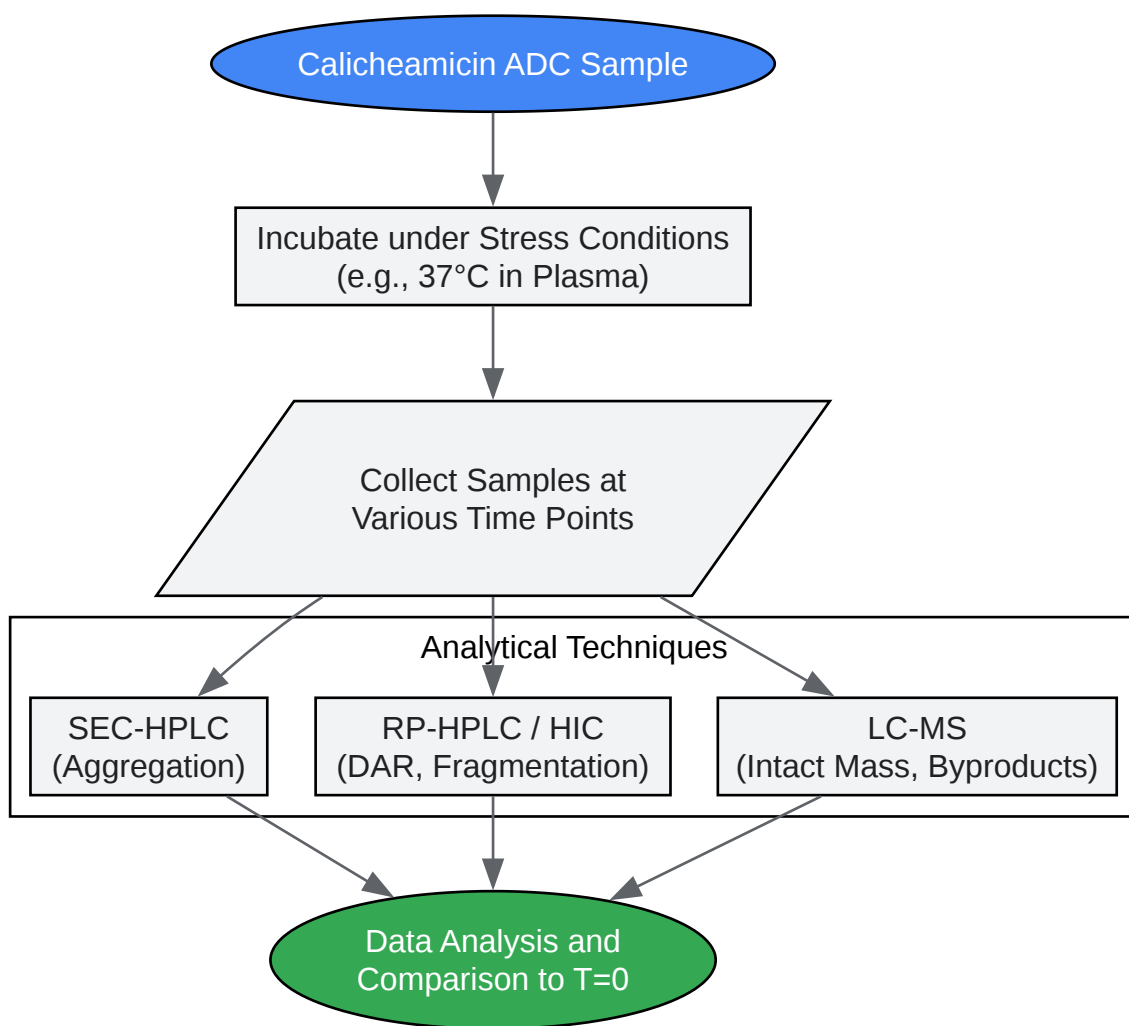 Calicheamicin ADC Sample
Incubate under Stress Conditions
(e.g., 37°C in Plasma)
Collect Samples at
Various Time Points
Analytical Techniques
SEC-HPLC
(Aggregation)
RP-HPLC / HIC
(DAR, Fragmentation)
LC-MS
(Intact Mass, Byproducts)
Data Analysis and
Comparison to T=0